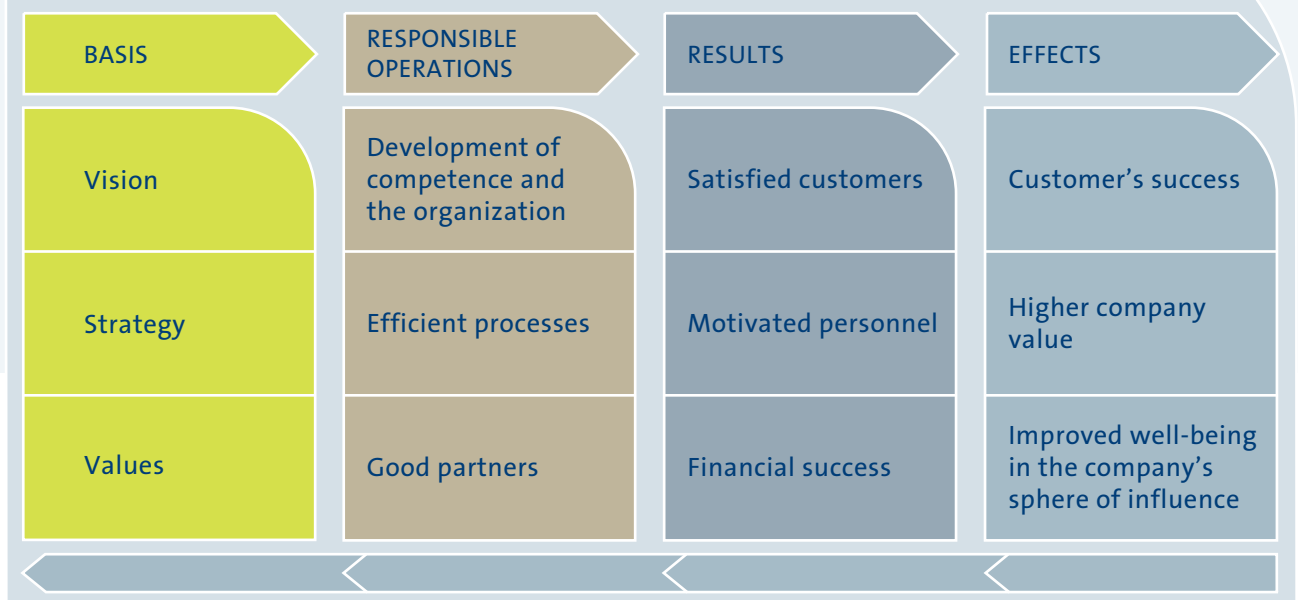 BASIS
RESPONSIBLE
OPERATIONS
RESULTS
EFFECTS
Vision
Development of
competence and
the organization
Satisfied customers
Customer’s success
Strategy
Efficient processes
Motivated personnel
Higher company
value
Values
Good partners
Financial success
Improved well-being
in the company’s
sphere of influence